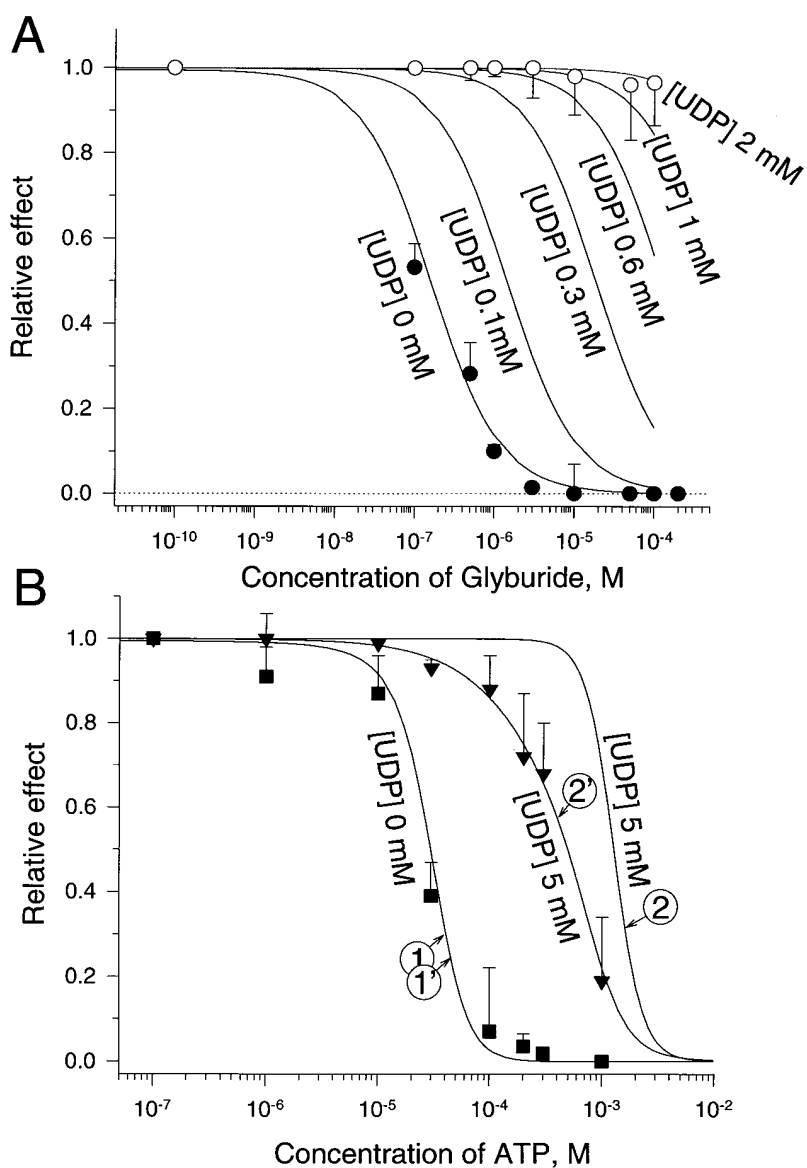 A
Relative effect
1.0
0.8
0.6
0.4
0.2
0.0
[UDP] 0 mM
[UDP] 0.1mM
[UDP] 0.3 mM
[UDP] 0.6 mM
[UDP] 1 mM
[UDP] 2 mM
10-10 10-9 10-8 10-7 10-6 10-5 10-4
Concentration of Glyburide, M
B
Relative effect
1.0
0.8
0.6
0.4
0.2
0.0
[UDP] 0 mM
[UDP] 5 mM
[UDP] 5 mM
2'
2
1
1'
10-7 10-6 10-5 10-4 10-3 10-2
Concentration of ATP, M